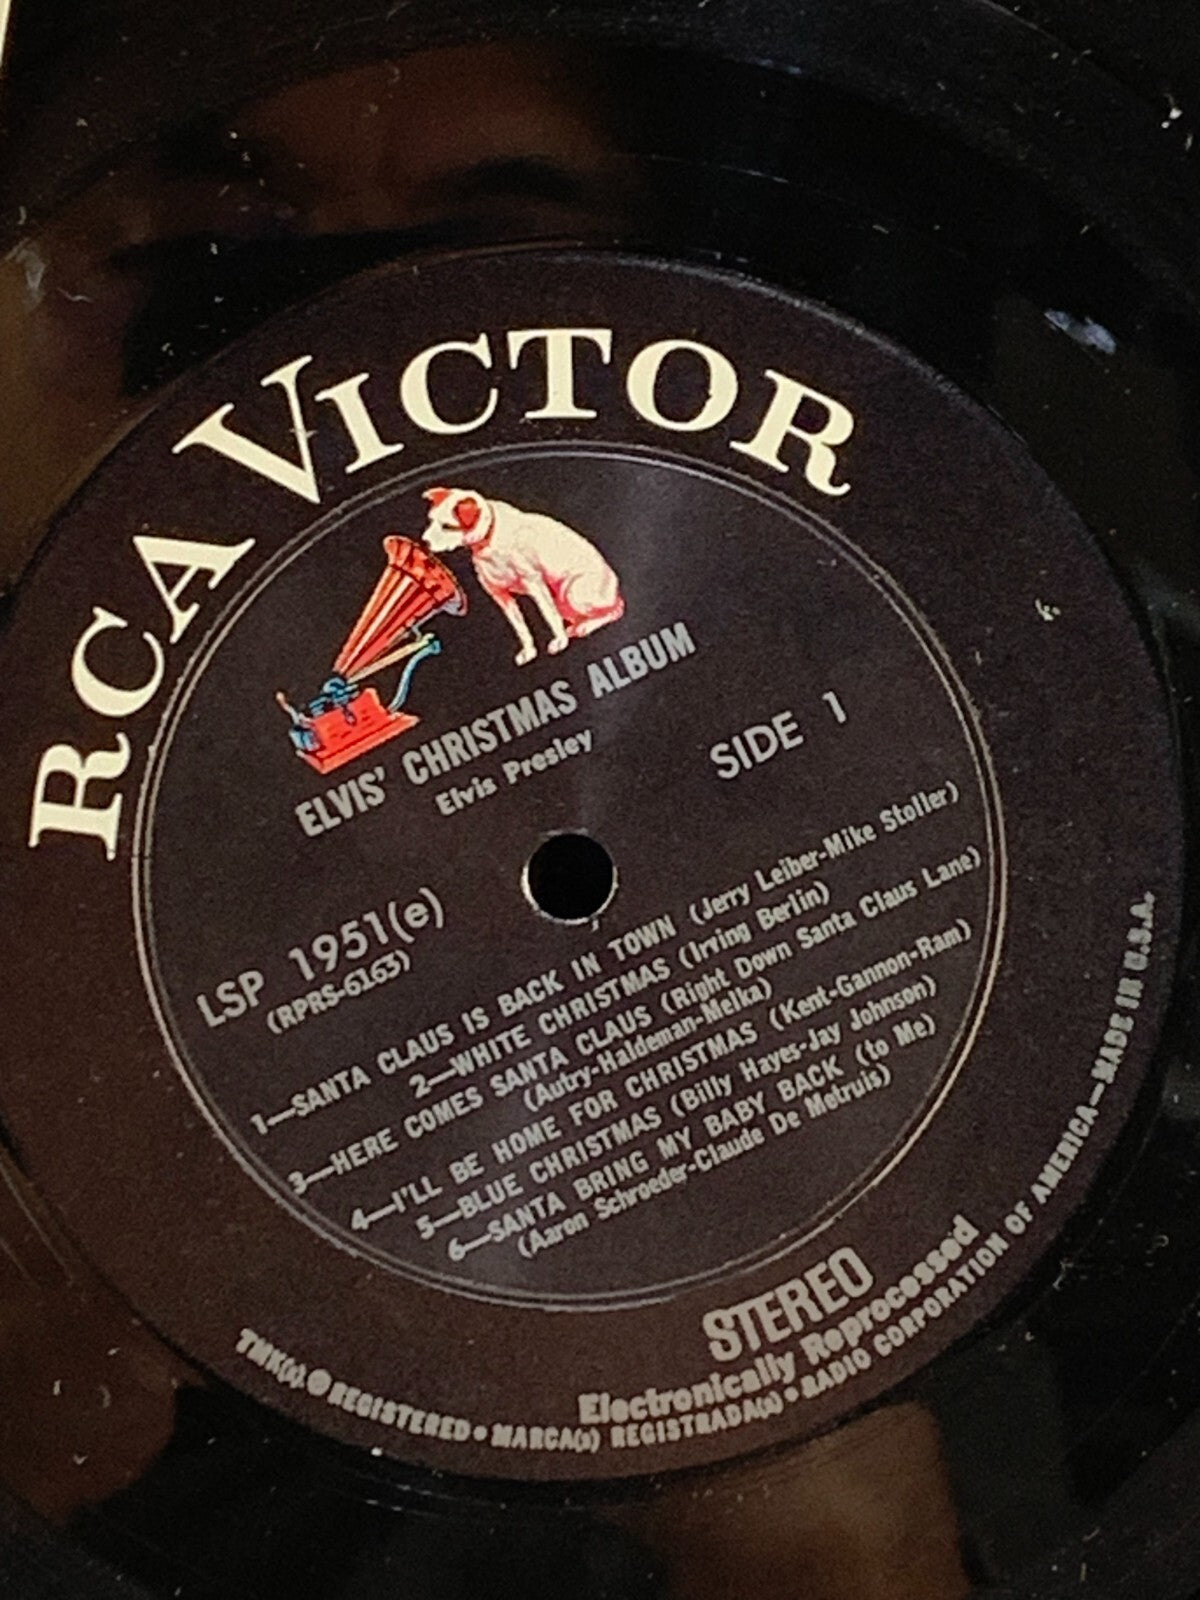 RCA VICTOR
ELVIS' CHRISTMAS ALBUM
Elvis Presley
SIDE 1
LSP 1951(e)
(RPRS-6163)
1—SANTA CLAUS IS BACK IN TOWN (Jerry Leiber-Mike Stoller)
2—WHITE CHRISTMAS (Irving Berlin)
3—HERE COMES SANTA CLAUS (Right Down Santa Claus Lane)
(Autry-Haldeman-Melka)
4—I'LL BE HOME FOR CHRISTMAS (Kent-Gannon-Ram)
5—BLUE CHRISTMAS (Billy Hayes-Jay Johnson)
6—SANTA BRING MY BABY BACK (to Me)
(Aaron Schroeder-Claude De Metruis)
STEREO
Electronically Reprocessed
TMK(s) ® REGISTERED • MARCA(s) REGISTRADA(s) • RADIO CORPORATION OF AMERICA—MADE IN U.S.A.